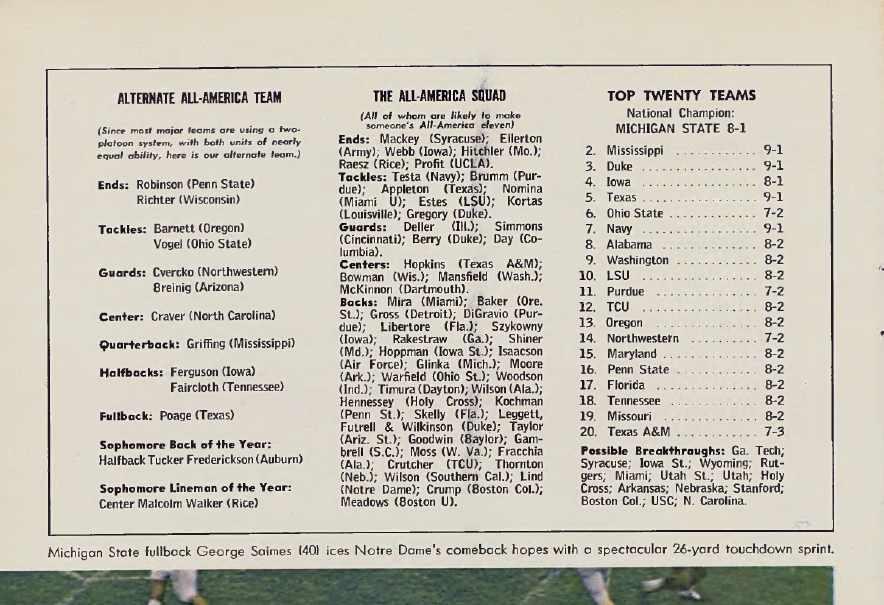 ALTERNATE ALL-AMERICA TEAM
(Since most major teams are using a two-
platoon system, with both units of nearly
equal ability, here is our alternate team.)
Ends: Robinson (Penn State)
Richter (Wisconsin)
Tackles: Barnett (Oregon)
Vogel (Ohio State)
Guards: Cvercko (Northwestern)
Breinig (Arizona)
Center: Craver (North Carolina)
Quarterback: Griffing (Mississippi)
Halfbacks: Ferguson (Iowa)
Faircloth (Tennessee)
Fullback: Poage (Texas)
Sophomore Back of the Year:
Halfback Tucker Frederickson (Auburn)
Sophomore Lineman of the Year:
Center Malcolm Walker (Rice)
THE ALL-AMERICA SQUAD
(All of whom are likely to make
someone's All-America eleven)
Ends: Mackey (Syracuse); Ellerton
(Army); Webb (Iowa); Hitchler (Mo.);
Raesz (Rice); Profit (UCLA).
Tackles: Testa (Navy); Brumm (Pur-
due); Appleton (Texas); Nomina
(Miami U); Estes (LSU); Kortas
(Louisville); Gregory (Duke).
Guards: Deller (Ill.); Simmons
(Cincinnati); Berry (Duke); Day (Co-
lumbia).
Centers: Hopkins (Texas A&M);
Bowman (Wis.); Mansfield (Wash.);
McKinnon (Dartmouth).
Backs: Mira (Miami); Baker (Ore.
St.); Gross (Detroit); DiGravio (Pur-
due); Libertore (Fla.); Szykowny
(Iowa); Rakestraw (Ga.); Shiner
(Md.); Hoppman (Iowa St.); Isaacson
(Air Force); Glinka (Mich.); Moore
(Ark.); Warfield (Ohio St.); Woodson
(Ind.); Timura (Dayton); Wilson (Ala.);
Hennessey (Holy Cross); Kochman
(Penn St.); Skelly (Fla.); Leggett,
Futrell & Wilkinson (Duke); Taylor
(Ariz. St.); Goodwin (Baylor); Gam-
brell (S.C.); Moss (W. Va.); Fracchia
(Ala.); Crutcher (TCU); Thornton
(Neb.); Wilson (Southern Cal.); Lind
(Notre Dame); Crump (Boston Col.);
Meadows (Boston U).
TOP TWENTY TEAMS
National Champion:
MICHIGAN STATE 8-1
2. Mississippi ............ 9-1
3. Duke ................. 9-1
4. Iowa ................. 8-1
5. Texas ................. 9-1
6. Ohio State ............. 7-2
7. Navy ................. 9-1
8. Alabama .............. 8-2
9. Washington ............. 8-2
10. LSU ................. 8-2
11. Purdue ............... 7-2
12. TCU ................. 8-2
13. Oregon ............... 8-2
14. Northwestern .......... 7-2
15. Maryland .............. 8-2
16. Penn State ............. 8-2
17. Florida ............... 8-2
18. Tennessee .............. 8-2
19. Missouri .............. 8-2
20. Texas A&M ............ 7-3
Possible Breakthroughs: Ga. Tech;
Syracuse; Iowa St.; Wyoming; Rut-
gers; Miami; Utah St.; Utah; Holy
Cross; Arkansas; Nebraska; Stanford;
Boston Col.; USC; N. Carolina.
Michigan State fullback George Saimes (40) ices Notre Dame's comeback hopes with a spectacular 26-yard touchdown sprint.